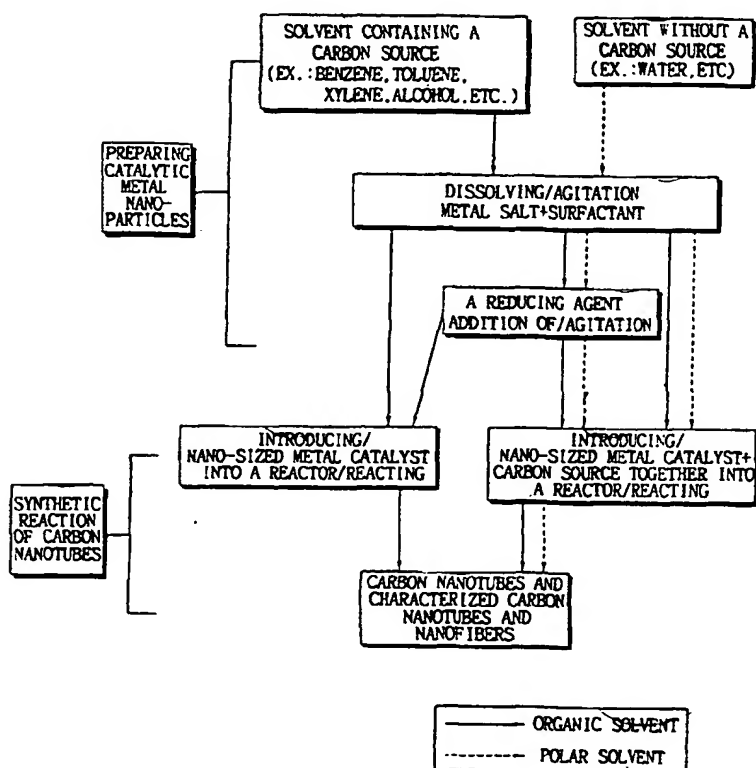 SOLVENT CONTAINING A
CARBON SOURCE
(EX.:BENZENE,TOLUENE,
XYLENE,ALCOHOL,ETC.)
SOLVENT WITHOUT A
CARBON SOURCE
(EX.:WATER,ETC)
PREPARING
CATALYTIC
METAL
NANO-
PARTICLES
DISSOLVING/AGITATION
METAL SALT+SURFACTANT
A REDUCING AGENT
ADDITION OF/AGITATION
INTRODUCING/
NANO-SIZED METAL CATALYST
INTO A REACTOR/REACTING
INTRODUCING/
NANO-SIZED METAL CATALYST+
CARBON SOURCE TOGETHER INTO
A REACTOR/REACTING
SYNTHETIC
REACTION
OF CARBON
NANOTUBES
CARBON NANOTUBES AND
CHARACTERIZED CARBON
NANOTUBES AND
NANOFIBERS
ORGANIC SOLVENT
POLAR SOLVENT